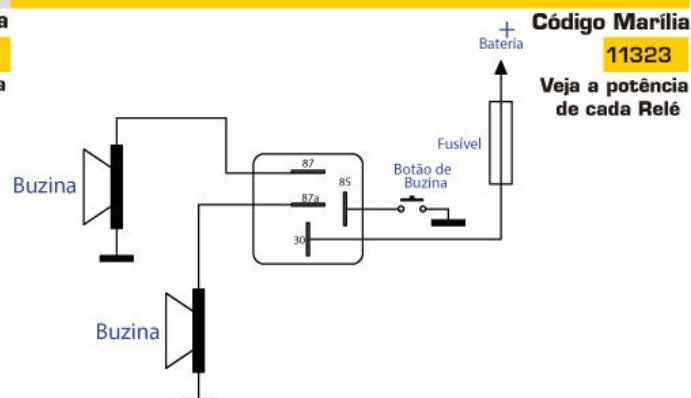 a
a
Código Marília
11323
Veja a potência
de cada Relé
+
Bateria
Fusível
Botão de
Buzina
Buzina
87
87a
85
30
Buzina